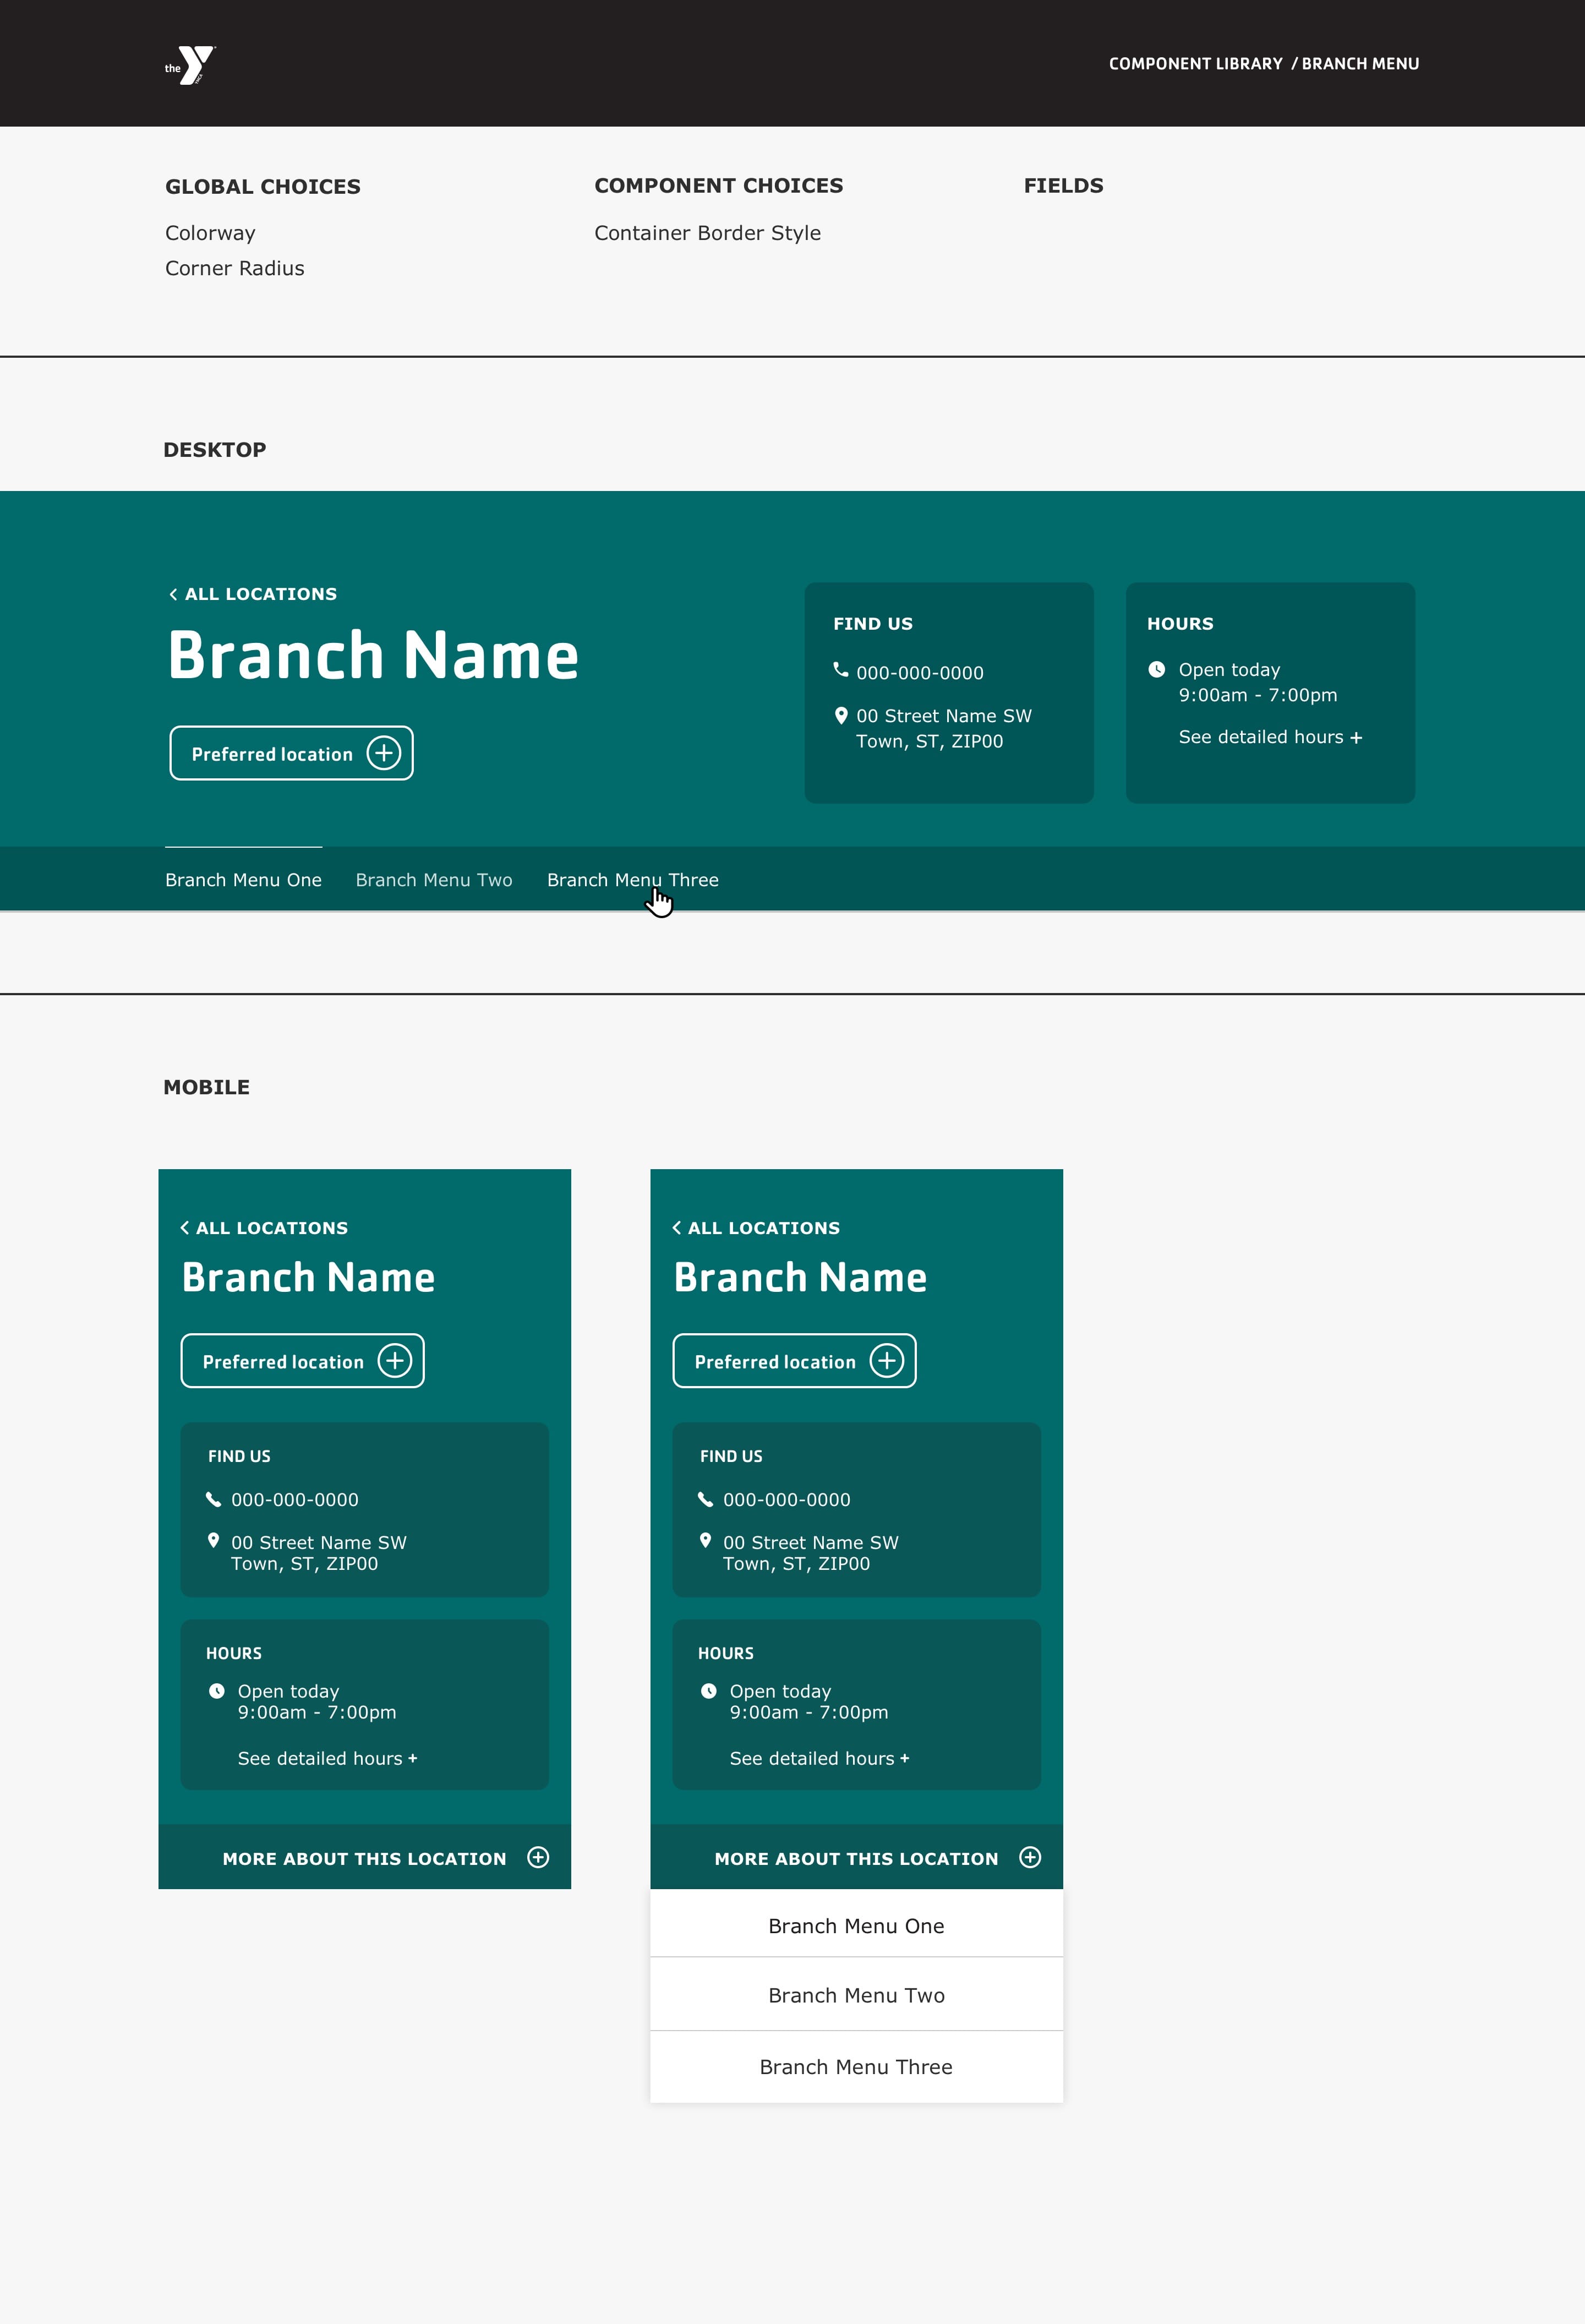 the
YMCA
COMPONENT LIBRARY / BRANCH MENU
GLOBAL CHOICES
Colorway
Corner Radius
COMPONENT CHOICES
Container Border Style
FIELDS
DESKTOP
ALL LOCATIONS
Branch Name
Preferred location
FIND US
000-000-0000
00 Street Name SW
Town, ST, ZIP00
HOURS
Open today
9:00am - 7:00pm
See detailed hours +
Branch Menu One
Branch Menu Two
Branch Menu Three
MOBILE
ALL LOCATIONS
Branch Name
Preferred location
FIND US
000-000-0000
00 Street Name SW
Town, ST, ZIP00
HOURS
Open today
9:00am - 7:00pm
See detailed hours +
MORE ABOUT THIS LOCATION
ALL LOCATIONS
Branch Name
Preferred location
FIND US
000-000-0000
00 Street Name SW
Town, ST, ZIP00
HOURS
Open today
9:00am - 7:00pm
See detailed hours +
MORE ABOUT THIS LOCATION
Branch Menu One
Branch Menu Two
Branch Menu Three